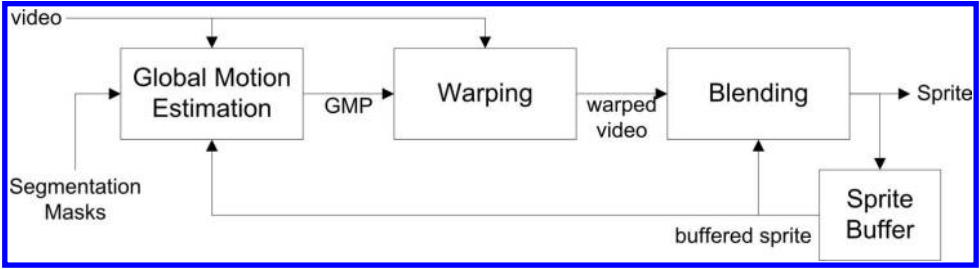 video
Global Motion
Estimation
GMP
Warping
warped
video
Blending
Sprite
Segmentation
Masks
buffered sprite
Sprite
Buffer